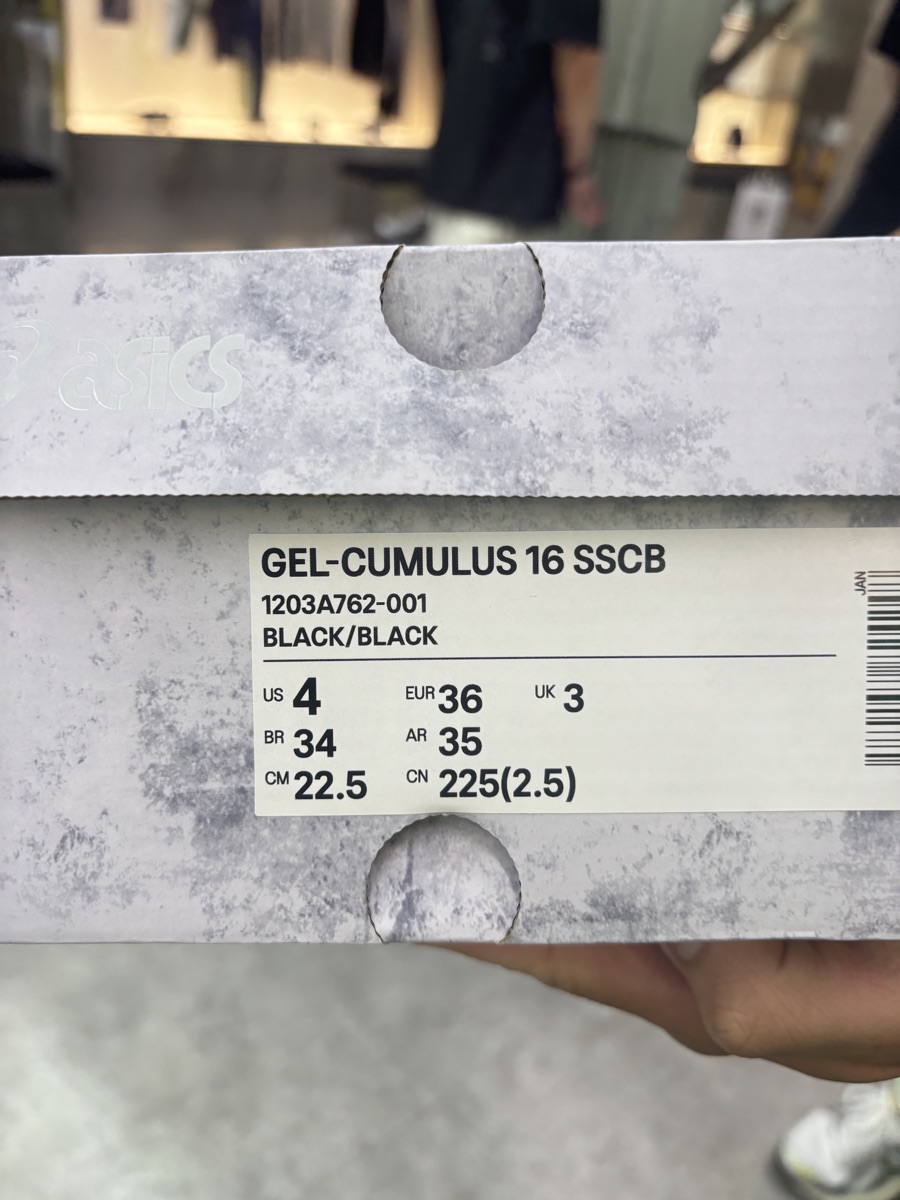 asics
GEL-CUMULUS 16 SSCB
1203A762-001
BLACK/BLACK
US 4 EUR 36 UK 3
BR 34 AR 35
CM 22.5 CN 225(2.5)
JAN